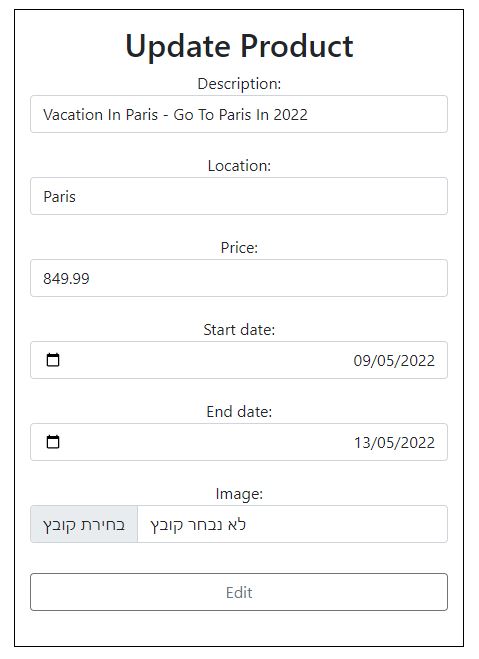 Update Product
Description:
Vacation In Paris - Go To Paris In 2022
Location:
Paris
Price:
849.99
Start date:
09/05/2022
End date:
13/05/2022
Image:
בחירת קובץ לא נבחר קובץ
Edit